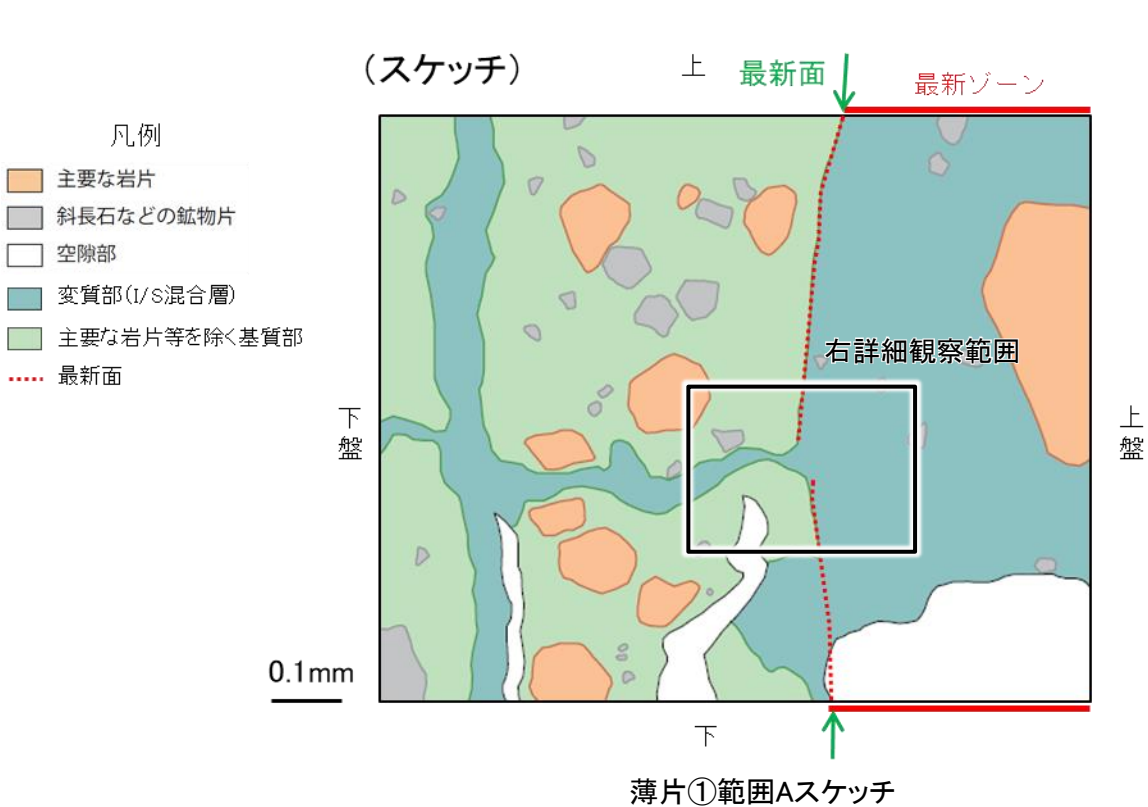 (スケッチ)
上
最新面
最新ゾーン
凡例
主要な岩片
斜長石などの鉱物片
空隙部
変質部(I/S混合層)
主要な岩片等を除く基質部
最新面
右詳細観察範囲
下盤
上盤
0.1mm
下
薄片①範囲Aスケッチ